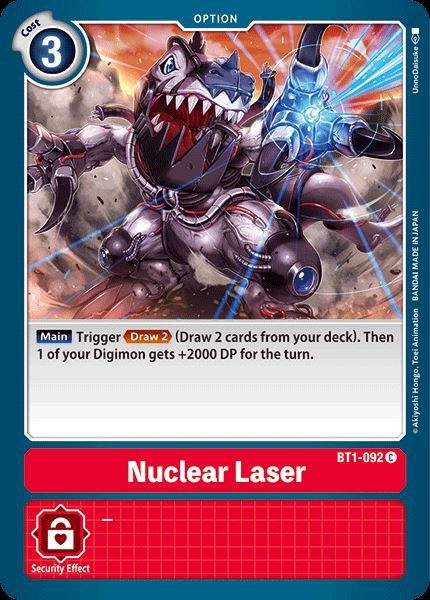 OPTION
Cost
3
UnnoDaisuke
Main Trigger Draw 2 (Draw 2 cards from your deck). Then
1 of your Digimon gets +2000 DP for the turn.
© Akiyoshi Hongo, Toei Animation BANDAI MADE IN JAPAN
BT1-092 C
Nuclear Laser
–
Security Effect